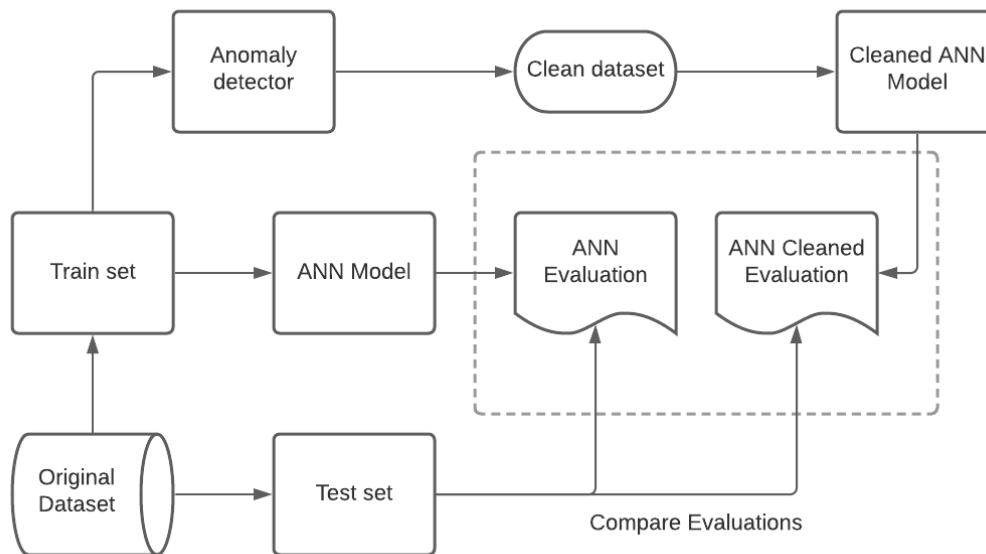 Anomaly
detector
Clean dataset
Cleaned ANN
Model
Train set
ANN Model
ANN
Evaluation
ANN Cleaned
Evaluation
Original
Dataset
Test set
Compare Evaluations